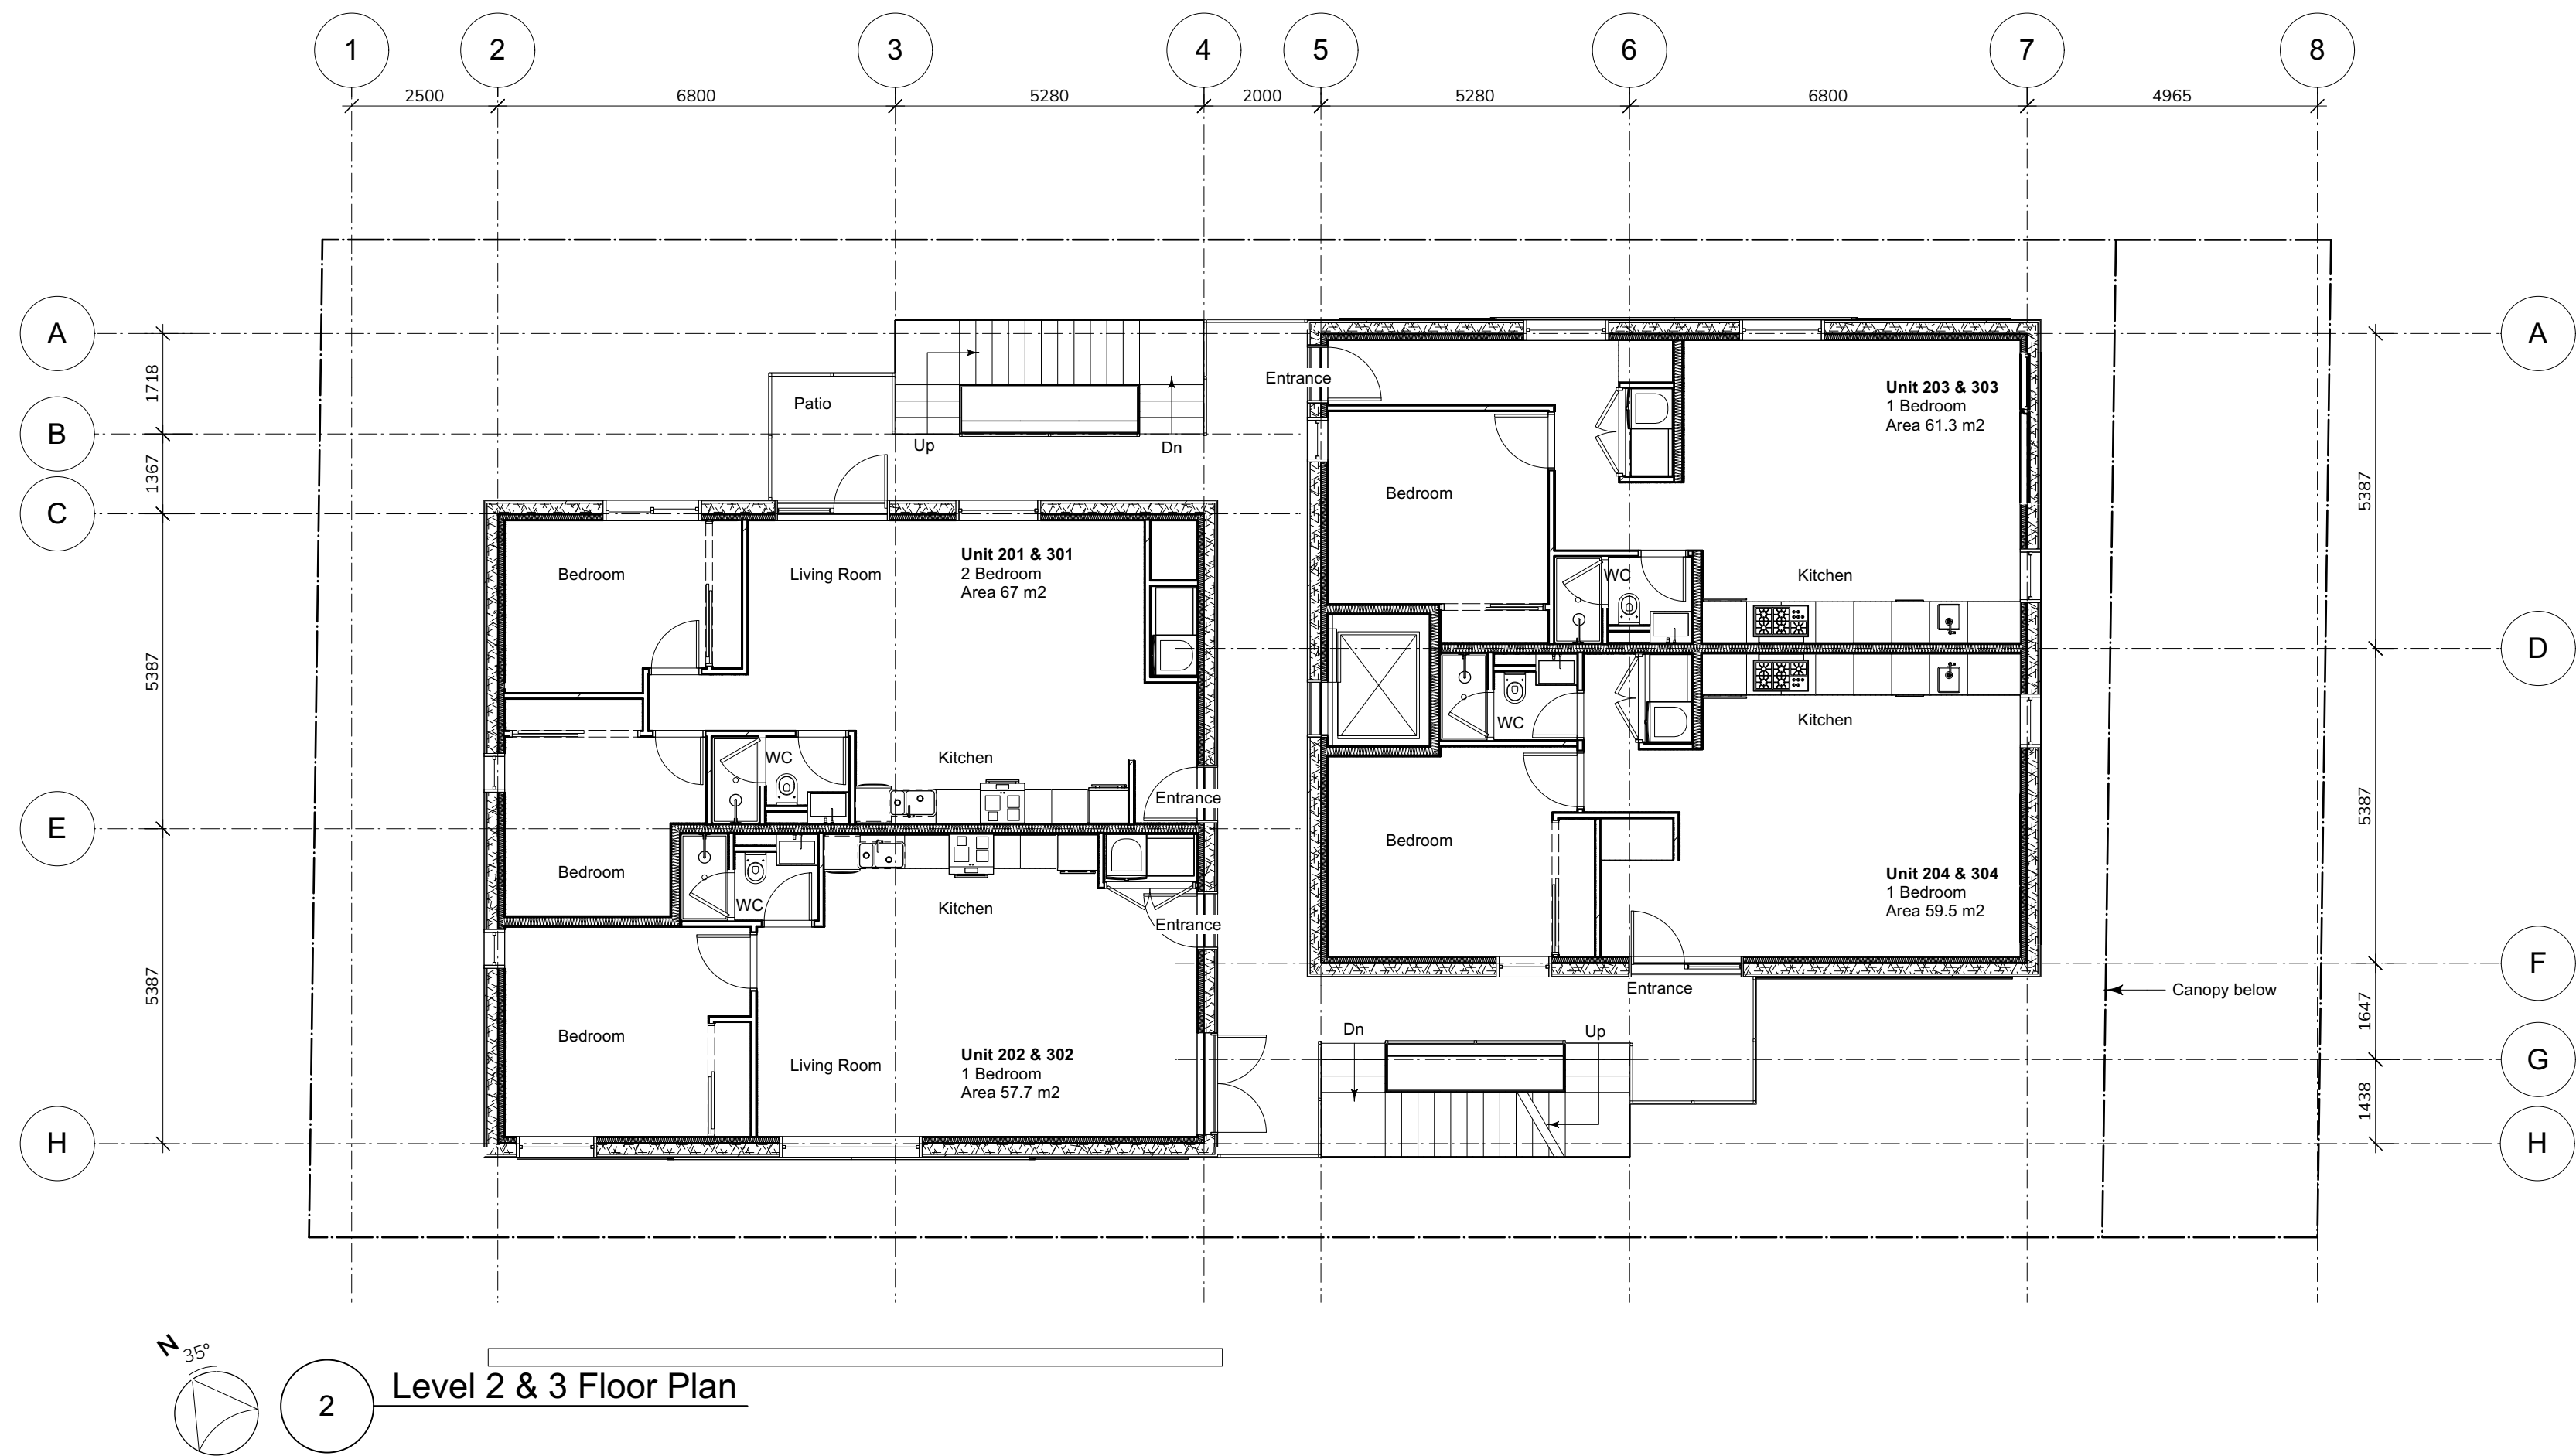 1
2
3
4
5
6
7
8
2500
6800
5280
2000
5280
6800
4965
A
A
B
C
D
E
F
G
H
H
1718
1367
5387
5387
5387
5387
1647
1438
Patio
Up
Dn
Entrance
Unit 203 & 303
1 Bedroom
Area 61.3 m2
Bedroom
Bedroom
Living Room
Unit 201 & 301
2 Bedroom
Area 67 m2
WC
Kitchen
WC
Kitchen
Entrance
WC
Kitchen
Bedroom
WC
Kitchen
Entrance
Bedroom
Unit 204 & 304
1 Bedroom
Area 59.5 m2
Bedroom
Living Room
Unit 202 & 302
1 Bedroom
Area 57.7 m2
Entrance
Canopy below
Dn
Up
N
35°
2
Level 2 & 3 Floor Plan